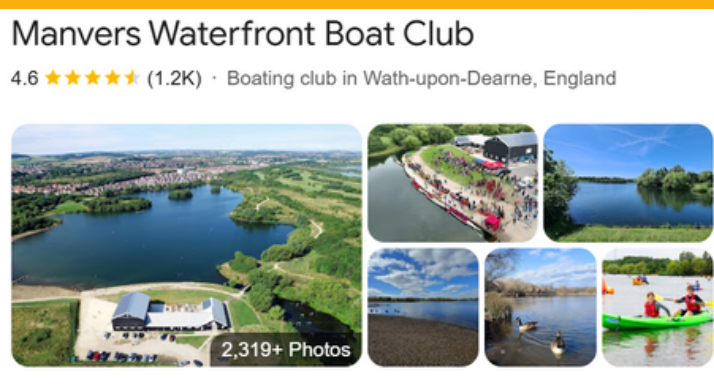 Manvers Waterfront Boat Club
4.6 ★★★★★ (1.2K) · Boating club in Wath-upon-Dearne, England
2,319+ Photos